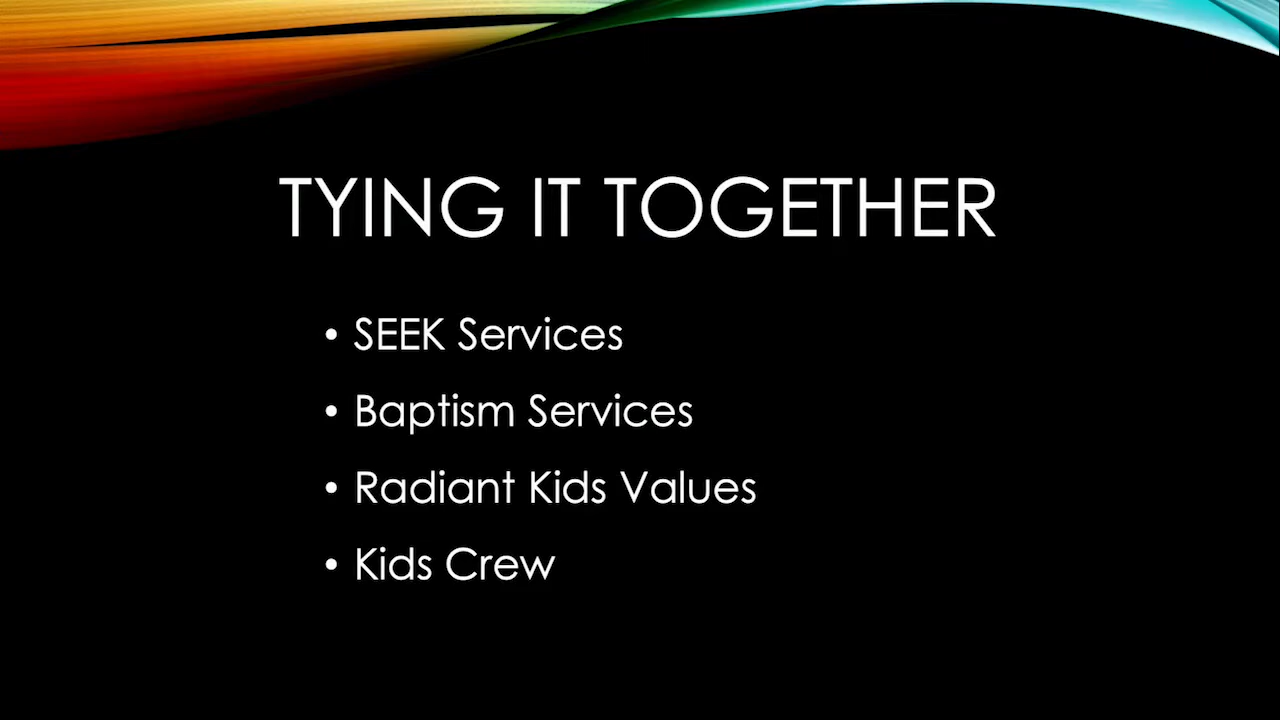 TYING IT TOGETHER
• SEEK Services
• Baptism Services
• Radiant Kids Values
• Kids Crew